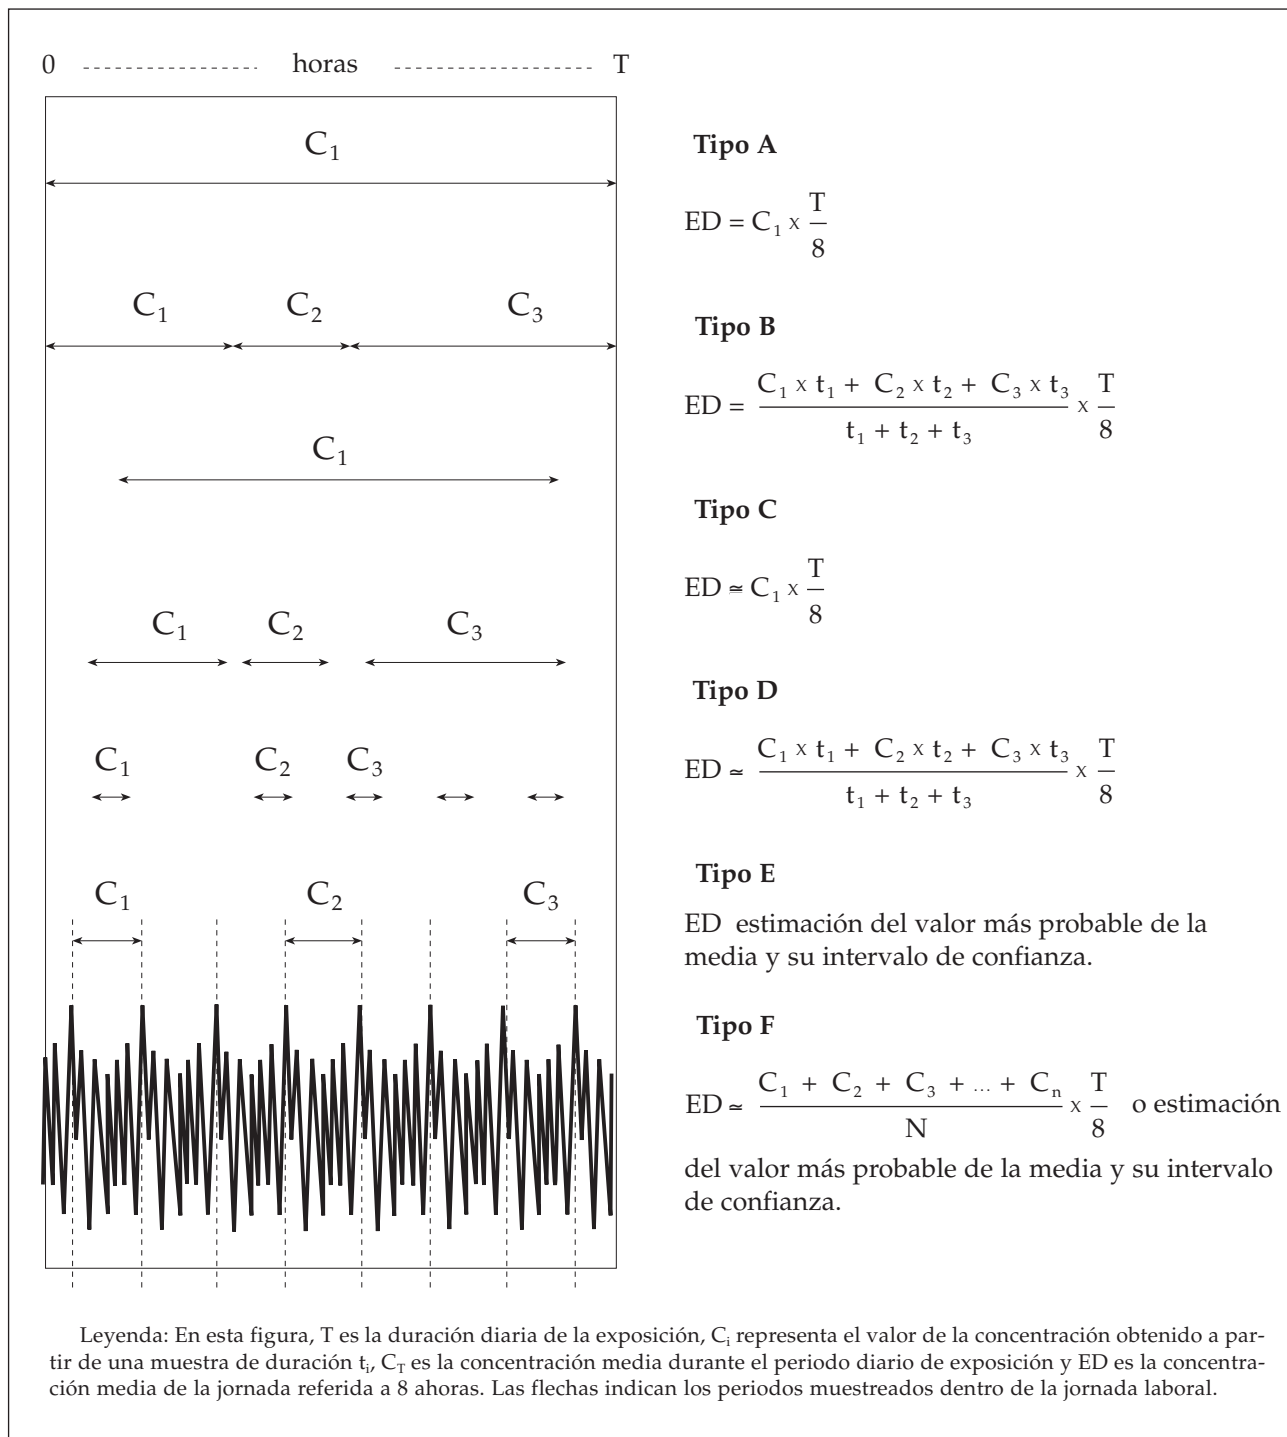 0 ---------------- horas ------------------ T
C₁
C₁ C₂ C₃
C₁
C₁ C₂ C₃
C₁ C₂ C₃
C₁ C₂ C₃
Tipo A
ED = C₁ x T/8
Tipo B
ED = (C₁ x t₁ + C₂ x t₂ + C₃ x t₃)/(t₁ + t₂ + t₃) x T/8
Tipo C
ED ≃ C₁ x T/8
Tipo D
ED ≃ (C₁ x t₁ + C₂ x t₂ + C₃ x t₃)/(t₁ + t₂ + t₃) x T/8
Tipo E
ED estimación del valor más probable de la
media y su intervalo de confianza.
Tipo F
ED ≃ (C₁ + C₂ + C₃ + ... + Cₙ)/N x T/8 o estimación
del valor más probable de la media y su intervalo
de confianza.
Leyenda: En esta figura, T es la duración diaria de la exposición, Cᵢ representa el valor de la concentración obtenido a par-
tir de una muestra de duración tᵢ, C_T es la concentración media durante el periodo diario de exposición y ED es la concentra-
ción media de la jornada referida a 8 ahoras. Las flechas indican los periodos muestreados dentro de la jornada laboral.